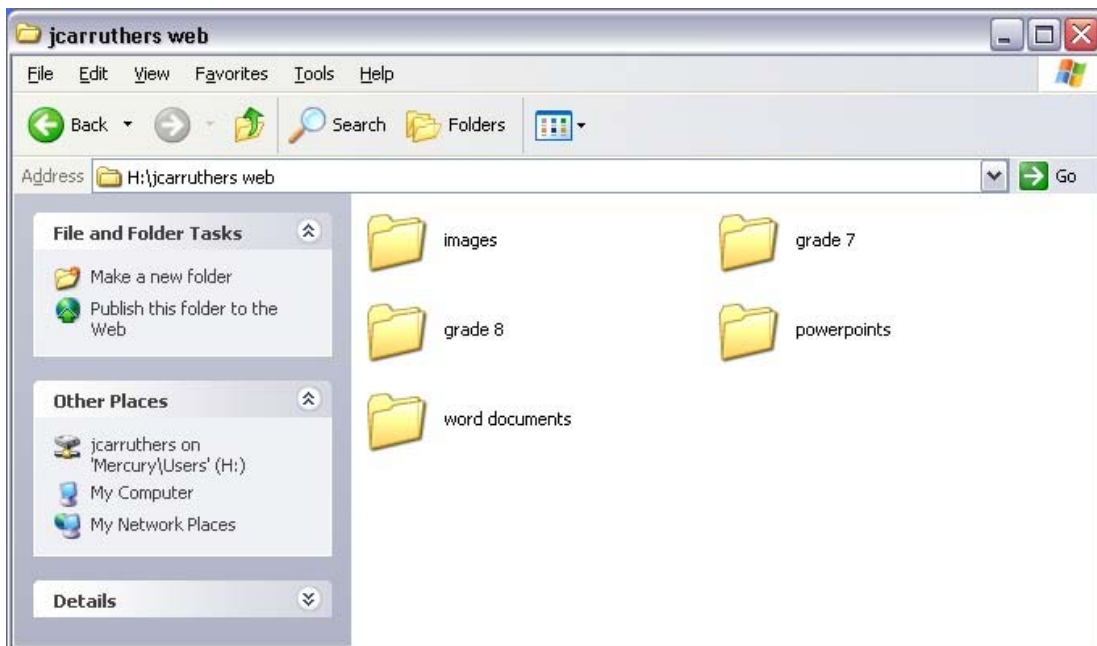 jcarruthers web
File Edit View Favorites Tools Help
Back Search Folders
Address H:\jcarruthers web Go
File and Folder Tasks
Make a new folder
Publish this folder to the
Web
Other Places
jcarruthers on
'Mercury\Users' (H:)
My Computer
My Network Places
Details
images grade 7
grade 8 powerpoints
word documents